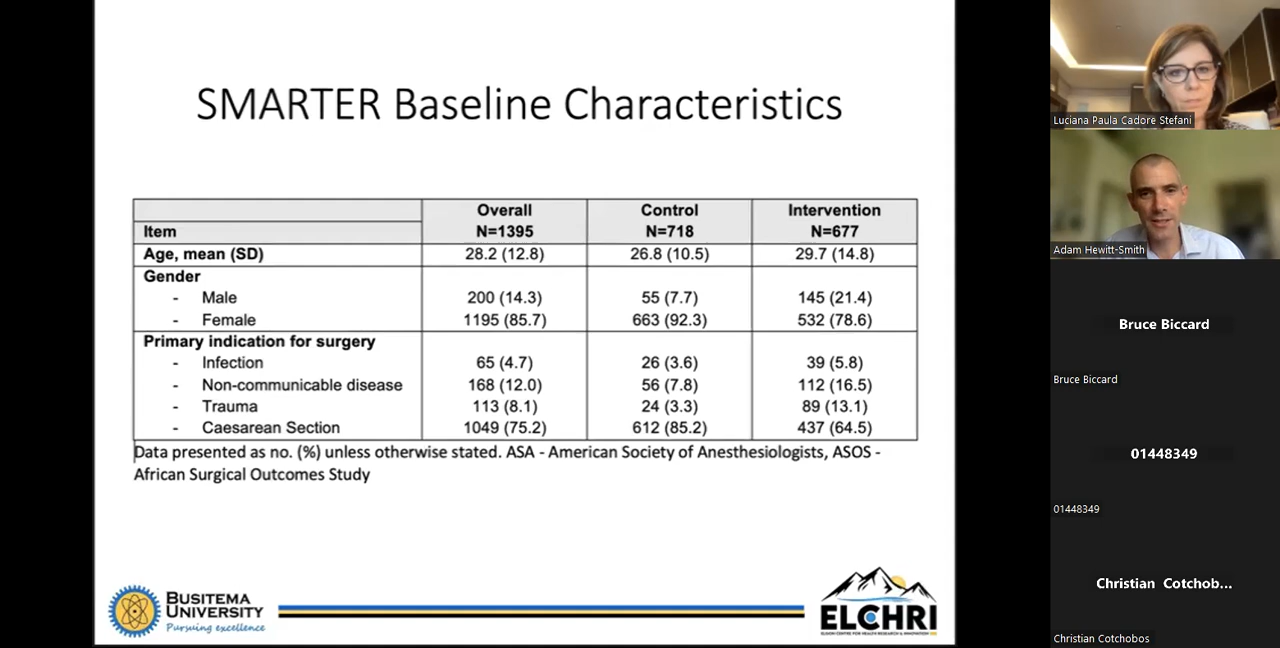 SMARTER Baseline Characteristics
Item Overall N=1395 Control N=718 Intervention N=677
Age, mean (SD) 28.2 (12.8) 26.8 (10.5) 29.7 (14.8)
Gender
- Male 200 (14.3) 55 (7.7) 145 (21.4)
- Female 1195 (85.7) 663 (92.3) 532 (78.6)
Primary indication for surgery
- Infection 65 (4.7) 26 (3.6) 39 (5.8)
- Non-communicable disease 168 (12.0) 56 (7.8) 112 (16.5)
- Trauma 113 (8.1) 24 (3.3) 89 (13.1)
- Caesarean Section 1049 (75.2) 612 (85.2) 437 (64.5)
Data presented as no. (%) unless otherwise stated. ASA - American Society of Anesthesiologists, ASOS -
African Surgical Outcomes Study
BUSITEMA
UNIVERSITY
Pursuing excellence
ELCHRI
Luciana Paula Cadore Stefani
Adam Hewitt-Smith
Bruce Biccard
Bruce Biccard
01448349
01448349
Christian Cotchob...
Christian Cotchobos